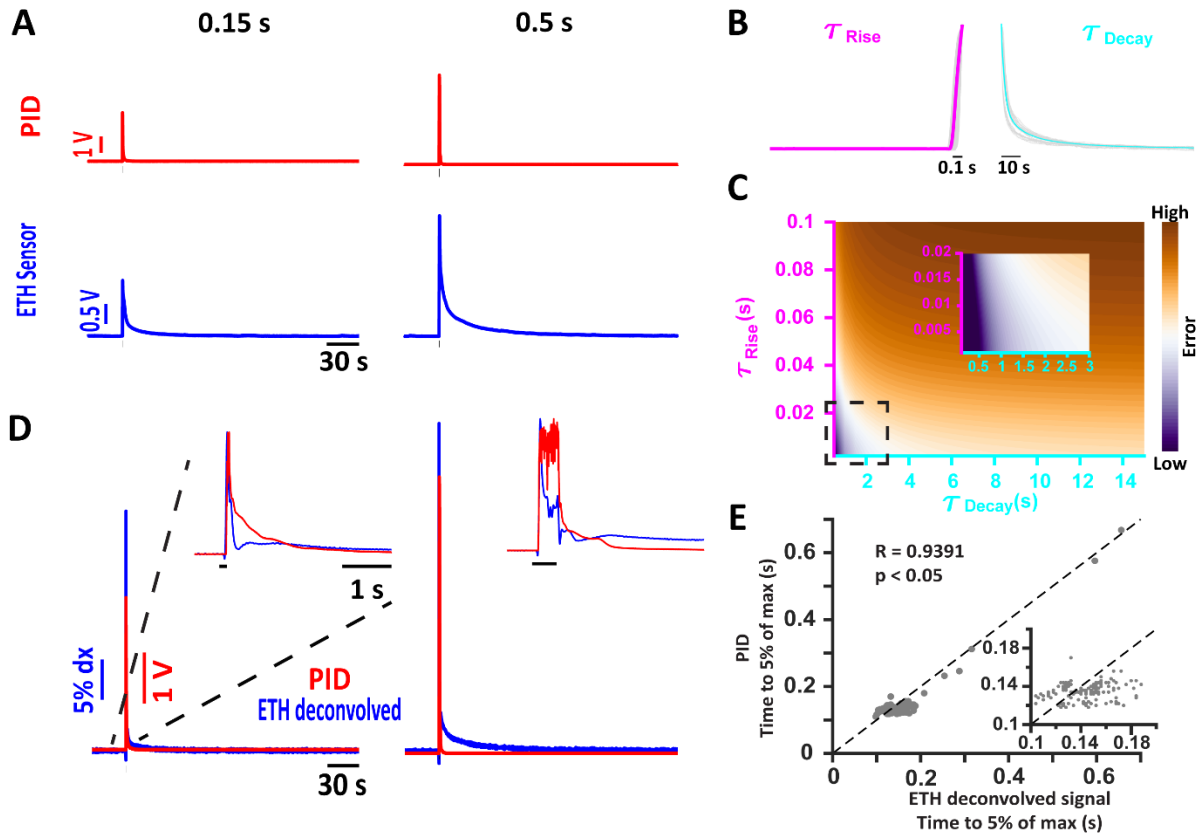 A
0.15 s
0.5 s
PID
1 V
ETH Sensor
0.5 V
30 s
B
τ Rise
τ Decay
0.1 s
10 s
C
High
Error
Low
0.1
0.08
0.06
0.04
0.02
τ Rise(s)
2
4
6
8
10
12
14
τ Decay(s)
0.02
0.015
0.01
0.005
0.5
1
1.5
2
2.5
3
D
1 s
5% dx
1 V
PID
ETH deconvolved
30 s
30 s
E
R = 0.9391
p < 0.05
PID
Time to 5% of max (s)
0.6
0.4
0.2
0
0
0.2
0.4
0.6
0.18
0.14
0.1
0.1
0.14
0.18
ETH deconvolved signal
Time to 5% of max (s)